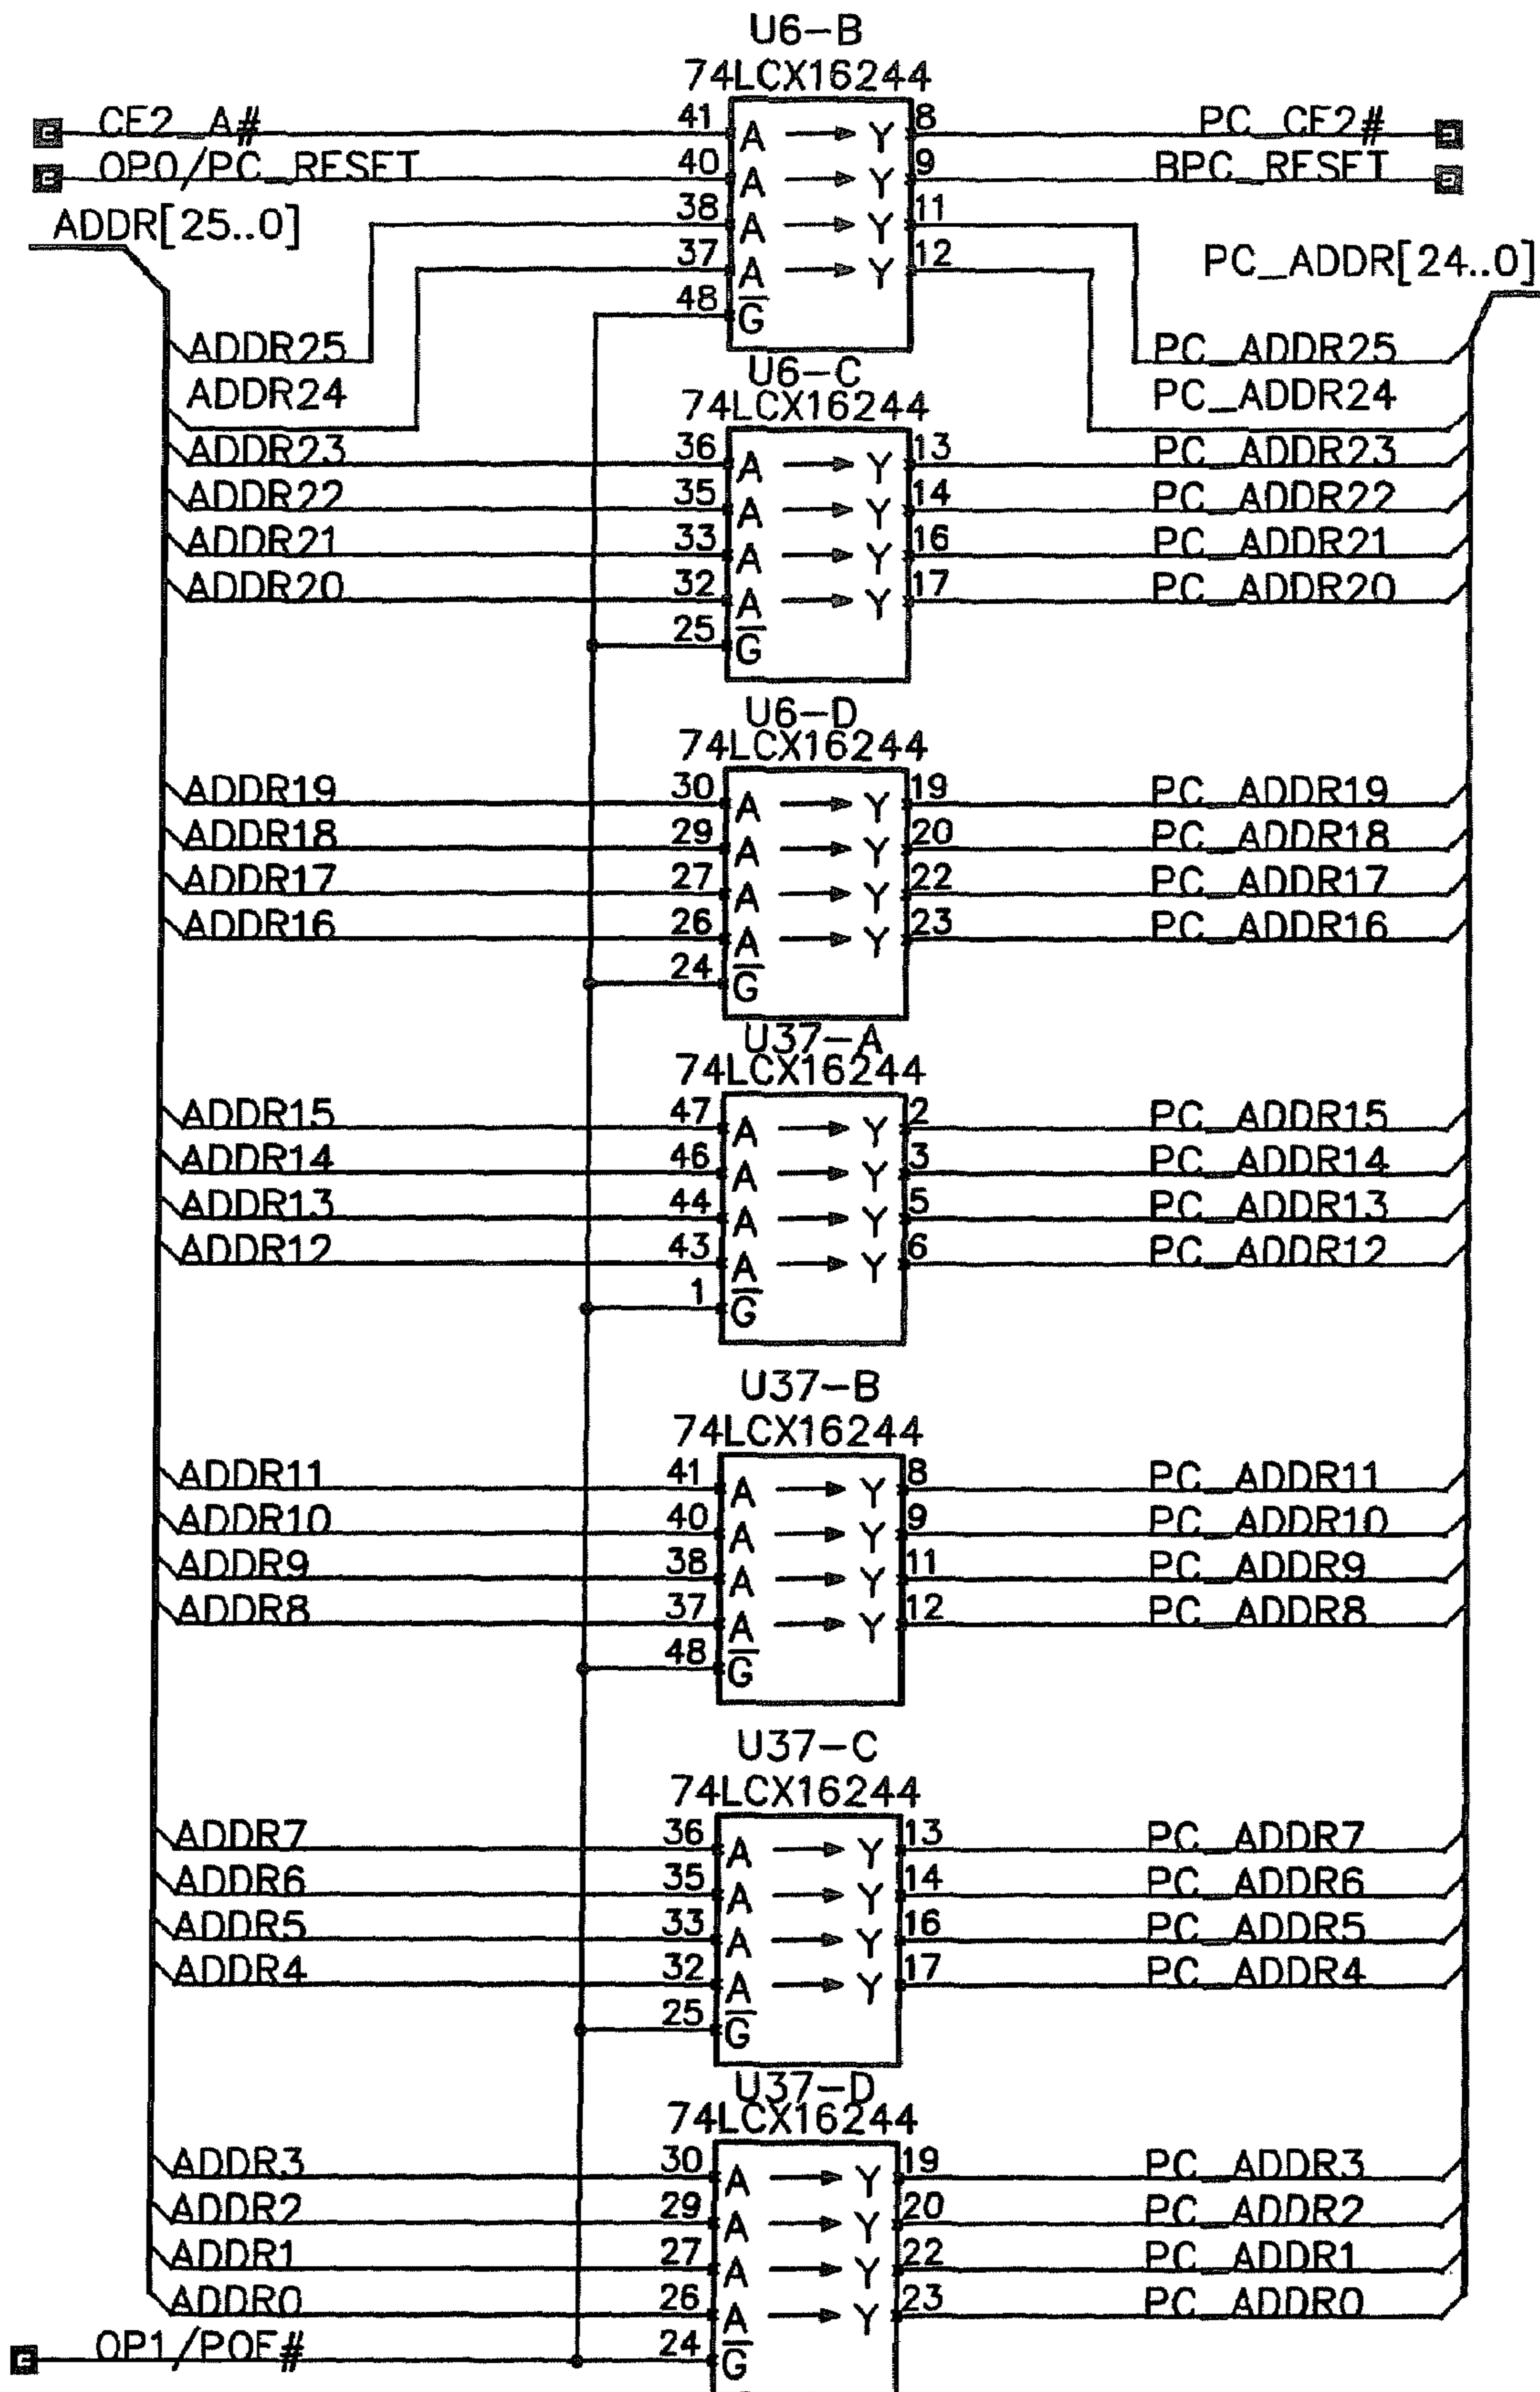 U6-B
74LCX16244
CE2_A# 41 A Y 8 PC_CE2#
OP0/PC_RESET 40 A Y 9 BPC_RESET
ADDR[25..0] 38 A Y 11
37 A Y 12 PC_ADDR[24..0]
48 G
ADDR25 PC_ADDR25
U6-C
ADDR24 PC_ADDR24
74LCX16244
ADDR23 36 A Y 13 PC_ADDR23
ADDR22 35 A Y 14 PC_ADDR22
ADDR21 33 A Y 16 PC_ADDR21
ADDR20 32 A Y 17 PC_ADDR20
25 G
U6-D
74LCX16244
ADDR19 30 A Y 19 PC_ADDR19
ADDR18 29 A Y 20 PC_ADDR18
ADDR17 27 A Y 22 PC_ADDR17
ADDR16 26 A Y 23 PC_ADDR16
24 G
U37-A
74LCX16244
ADDR15 47 A Y 2 PC_ADDR15
ADDR14 46 A Y 3 PC_ADDR14
ADDR13 44 A Y 5 PC_ADDR13
ADDR12 43 A Y 6 PC_ADDR12
1 G
U37-B
74LCX16244
ADDR11 41 A Y 8 PC_ADDR11
ADDR10 40 A Y 9 PC_ADDR10
ADDR9 38 A Y 11 PC_ADDR9
ADDR8 37 A Y 12 PC_ADDR8
48 G
U37-C
74LCX16244
ADDR7 36 A Y 13 PC_ADDR7
ADDR6 35 A Y 14 PC_ADDR6
ADDR5 33 A Y 16 PC_ADDR5
ADDR4 32 A Y 17 PC_ADDR4
25 G
U37-D
74LCX16244
ADDR3 30 A Y 19 PC_ADDR3
ADDR2 29 A Y 20 PC_ADDR2
ADDR1 27 A Y 22 PC_ADDR1
ADDR0 26 A Y 23 PC_ADDR0
OP1/POE# 24 G